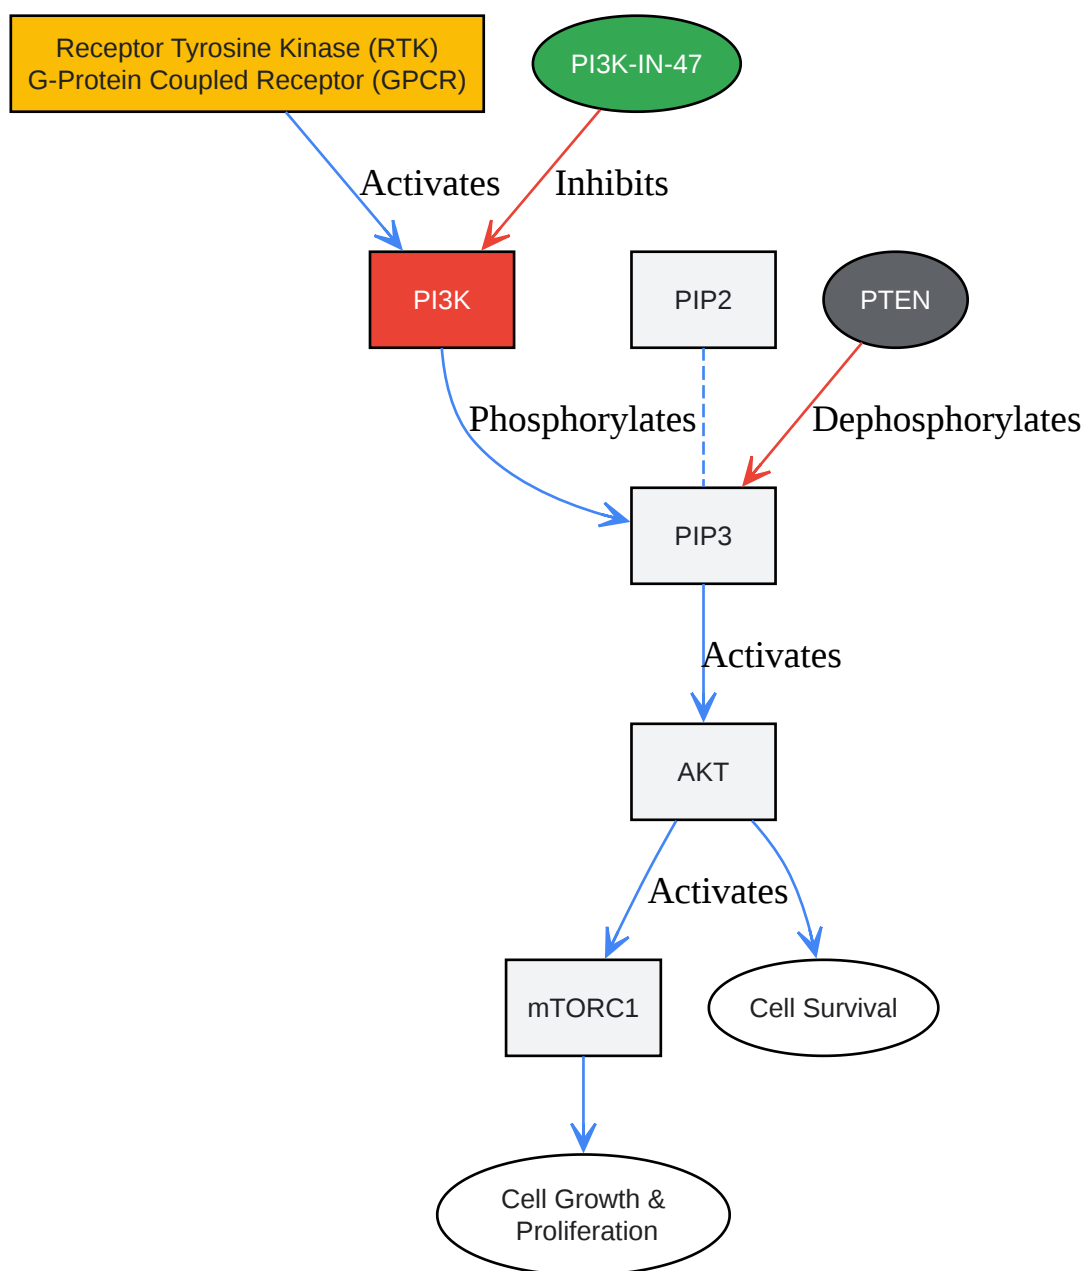 Receptor Tyrosine Kinase (RTK)
G-Protein Coupled Receptor (GPCR)
PI3K-IN-47
Activates
Inhibits
PI3K
PIP2
PTEN
Phosphorylates
Dephosphorylates
PIP3
Activates
AKT
Activates
mTORC1
Cell Survival
Cell Growth &
Proliferation